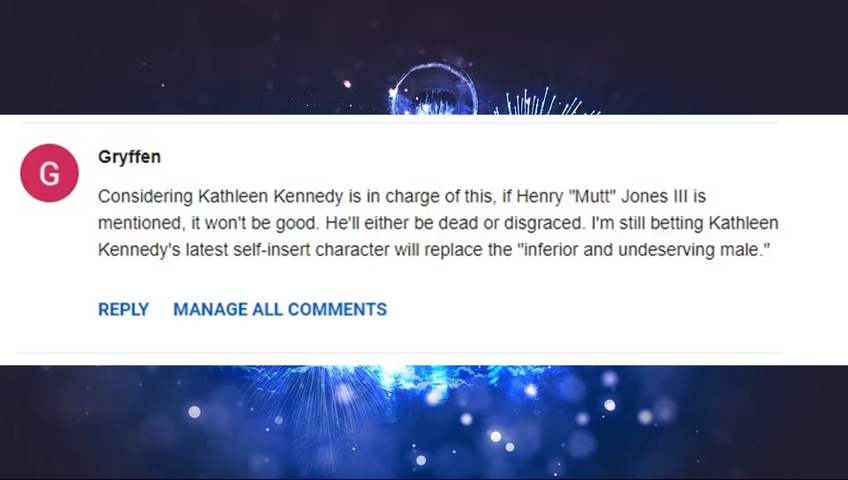 G
Gryffen
Considering Kathleen Kennedy is in charge of this, if Henry "Mutt" Jones III is
mentioned, it won't be good. He'll either be dead or disgraced. I'm still betting Kathleen
Kennedy's latest self-insert character will replace the "inferior and undeserving male."
REPLY MANAGE ALL COMMENTS